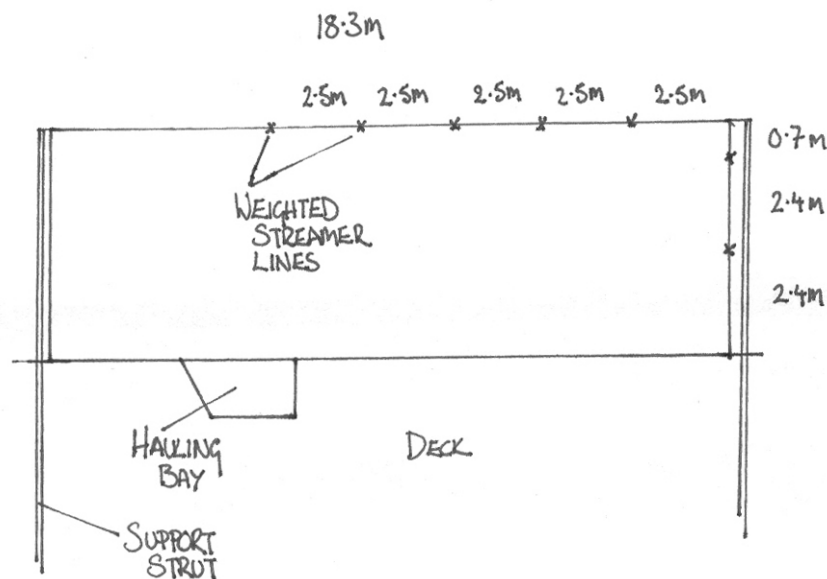 18.3m
2.5m 2.5m 2.5m 2.5m 2.5m
0.7m
2.4m
WEIGHTED
STREAMER
LINES
2.4m
HAULING
BAY
DECK
SUPPORT
STRUT